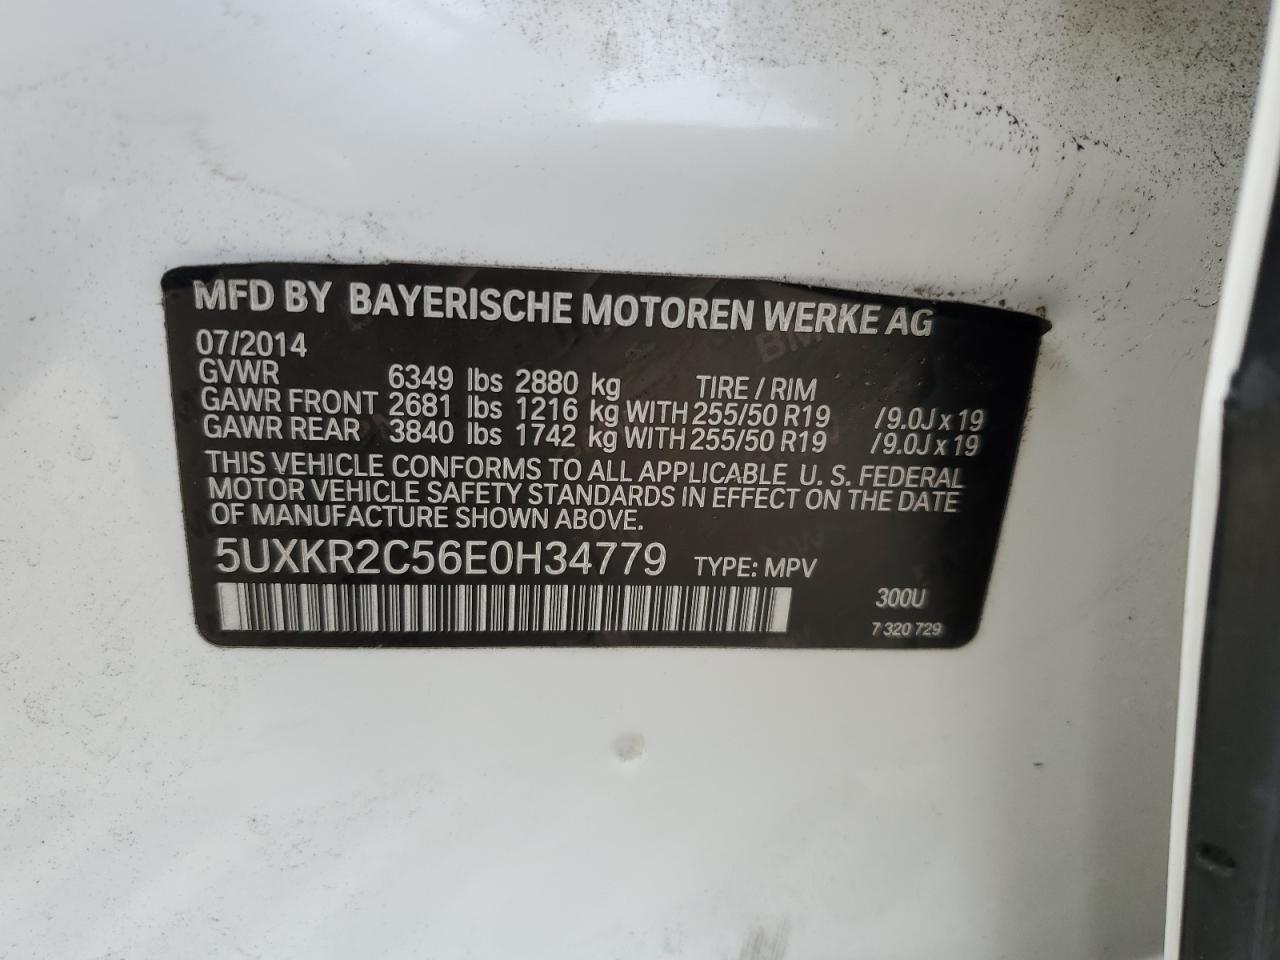 MFD BY BAYERISCHE MOTOREN WERKE AG
07/2014
GVWR 6349 lbs 2880 kg TIRE / RIM
GAWR FRONT 2681 lbs 1216 kg WITH 255/50 R19 /9.0J x 19
GAWR REAR 3840 lbs 1742 kg WITH 255/50 R19 /9.0J x 19
THIS VEHICLE CONFORMS TO ALL APPLICABLE U. S. FEDERAL
MOTOR VEHICLE SAFETY STANDARDS IN EFFECT ON THE DATE
OF MANUFACTURE SHOWN ABOVE.
5UXKR2C56E0H34779 TYPE: MPV
300U
7 320 729